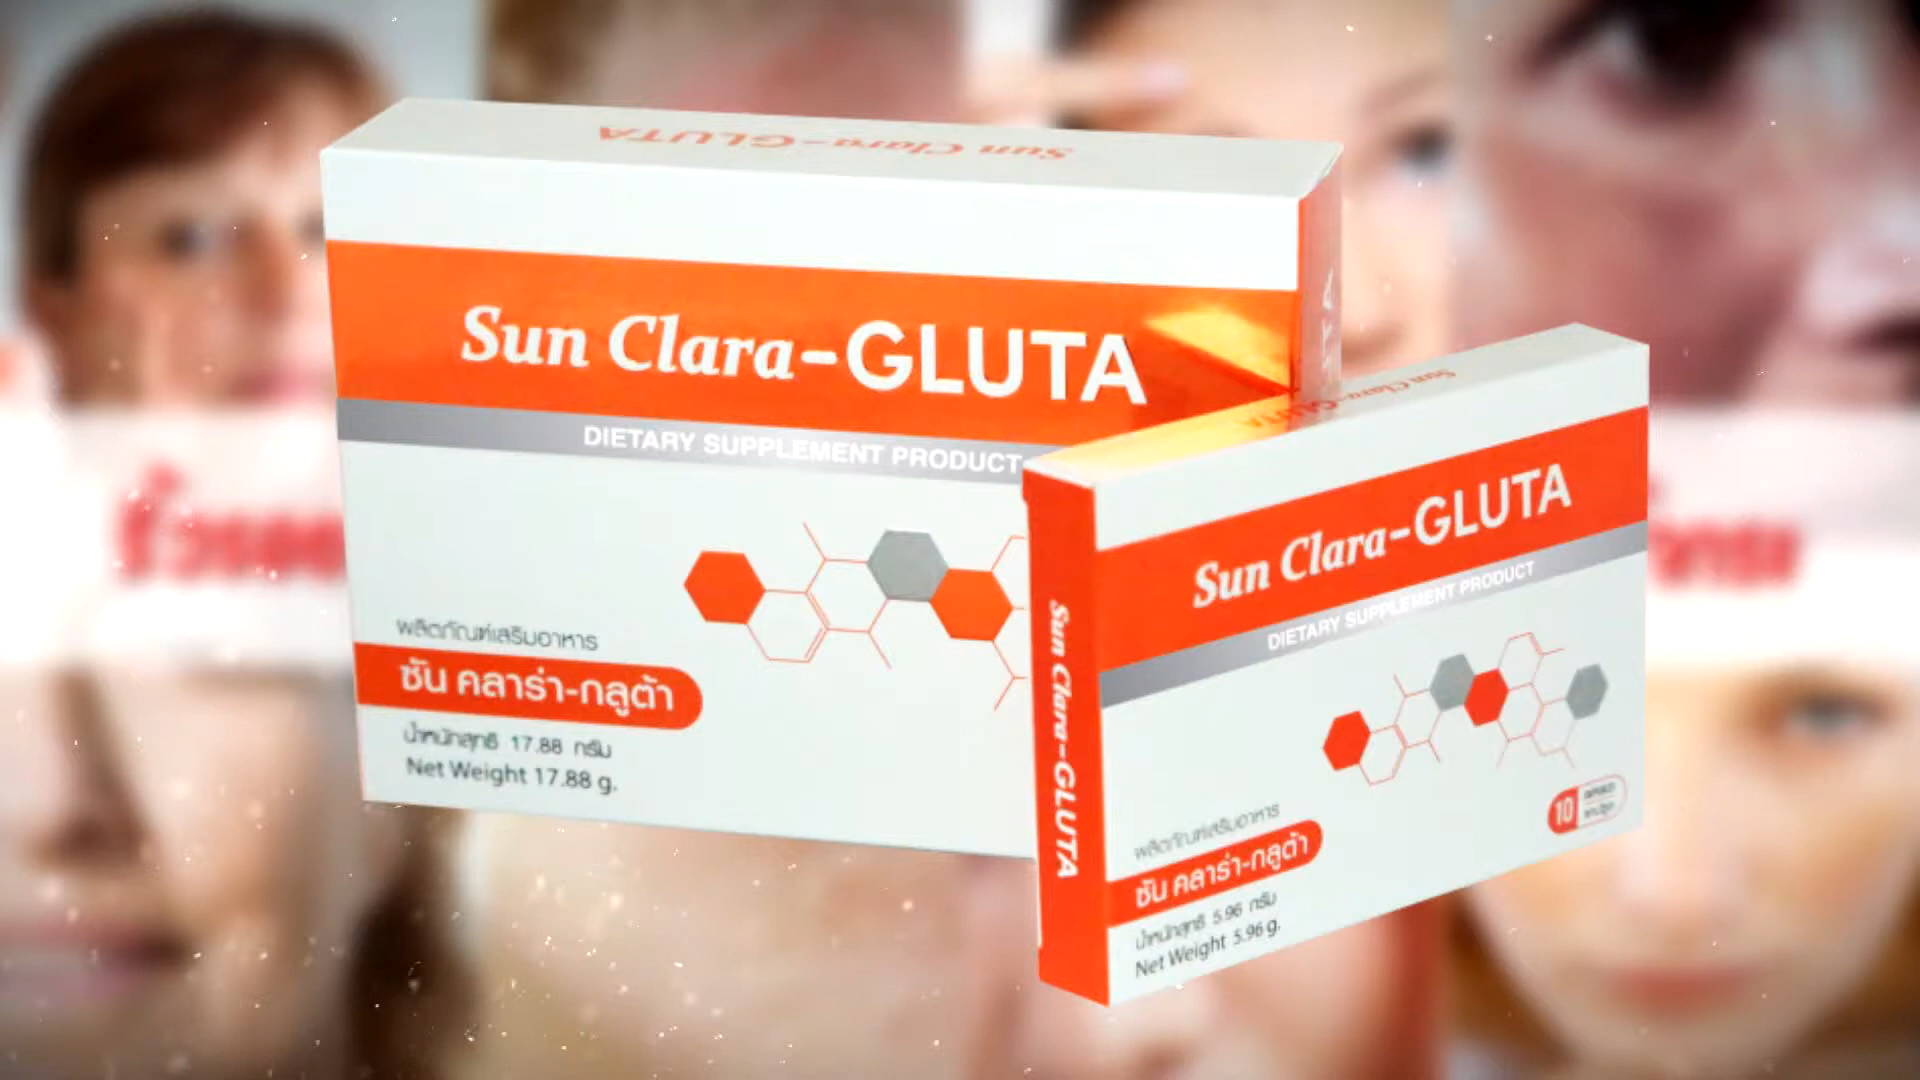 Sun Clara-GLUTA
Sun Clara-GLUTA
DIETARY SUPPLEMENT PRODUCT
ผลิตภัณฑ์เสริมอาหาร
ซัน คลาร่า-กลูต้า
น้ำหนักสุทธิ 17.88 กรัม
Net Weight 17.88 g.
Sun Clara-GLUTA
Sun Clara-GLUTA
Sun Clara-GLUTA
DIETARY SUPPLEMENT PRODUCT
10
ผลิตภัณฑ์เสริมอาหาร
ซัน คลาร่า-กลูต้า
น้ำหนักสุทธิ 5.96 กรัม
Net Weight 5.96 g.